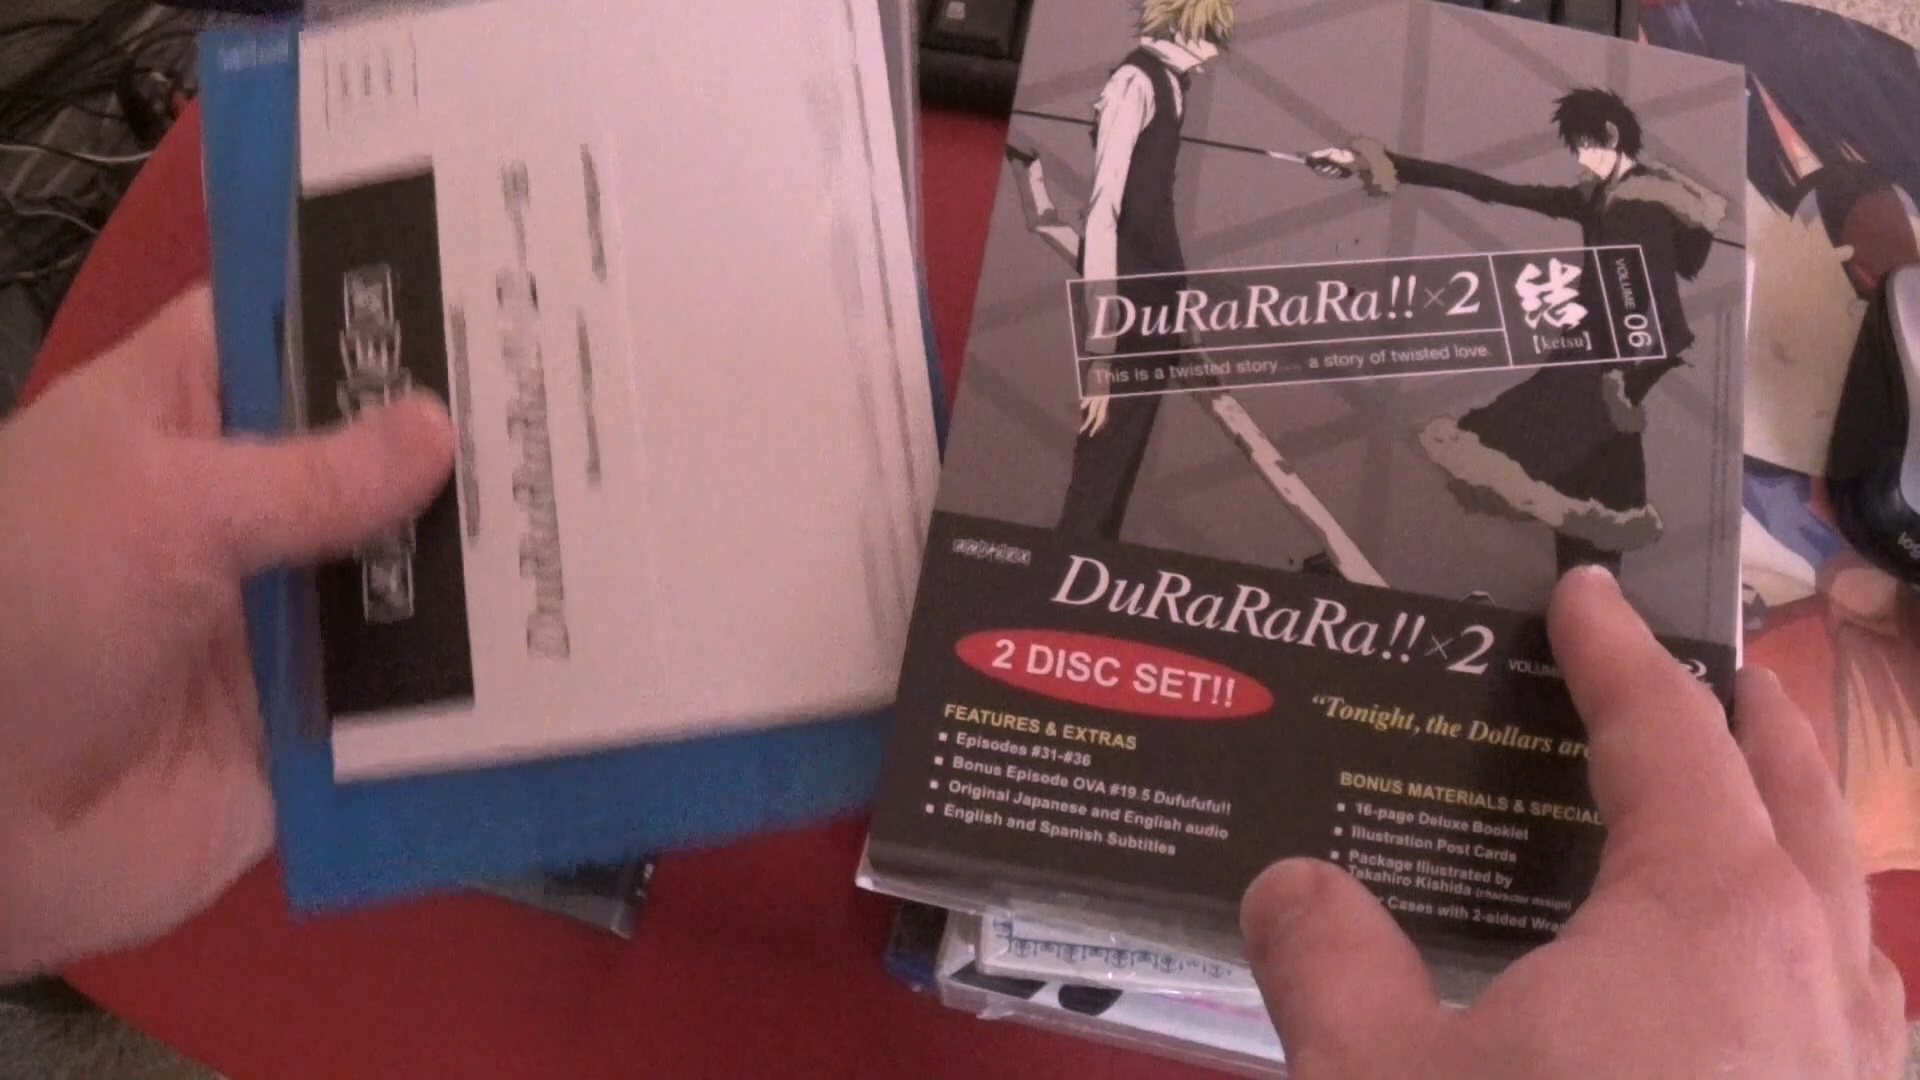 DuRaRaRa!!×2
結
[ketsu]
VOLUME 06
This is a twisted story.... a story of twisted love.
DuRaRaRa!!×2
2 DISC SET!!
"Tonight, the Dollars are
FEATURES & EXTRAS
▪ Episodes #31-#36
▪ Bonus Episode OVA #19.5 Dufufufu!!
▪ Original Japanese and English audio
▪ English and Spanish Subtitles
BONUS MATERIALS & SPECIAL
▪ 16-page Deluxe Booklet
▪ Illustration Post Cards
▪ Package Illustrated by
Takahiro Kishida (character design)
Cases with 2-sided